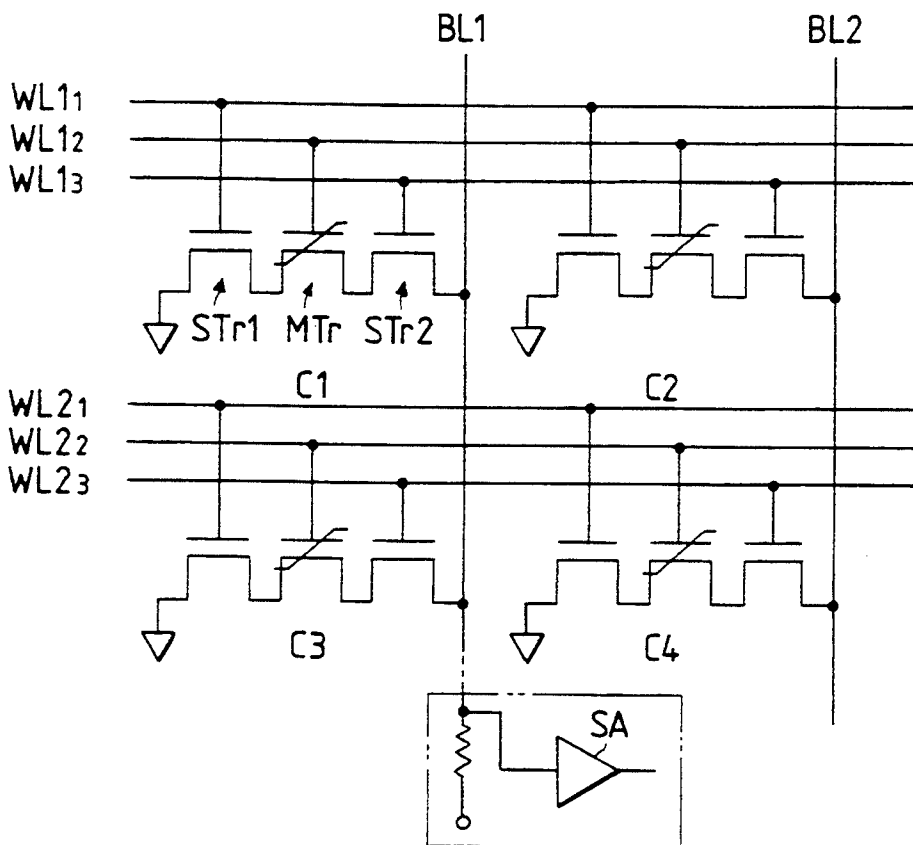 BL1 BL2
WL11
WL12
WL13
STr1 MTr STr2
C1 C2
WL21
WL22
WL23
C3 C4
SA